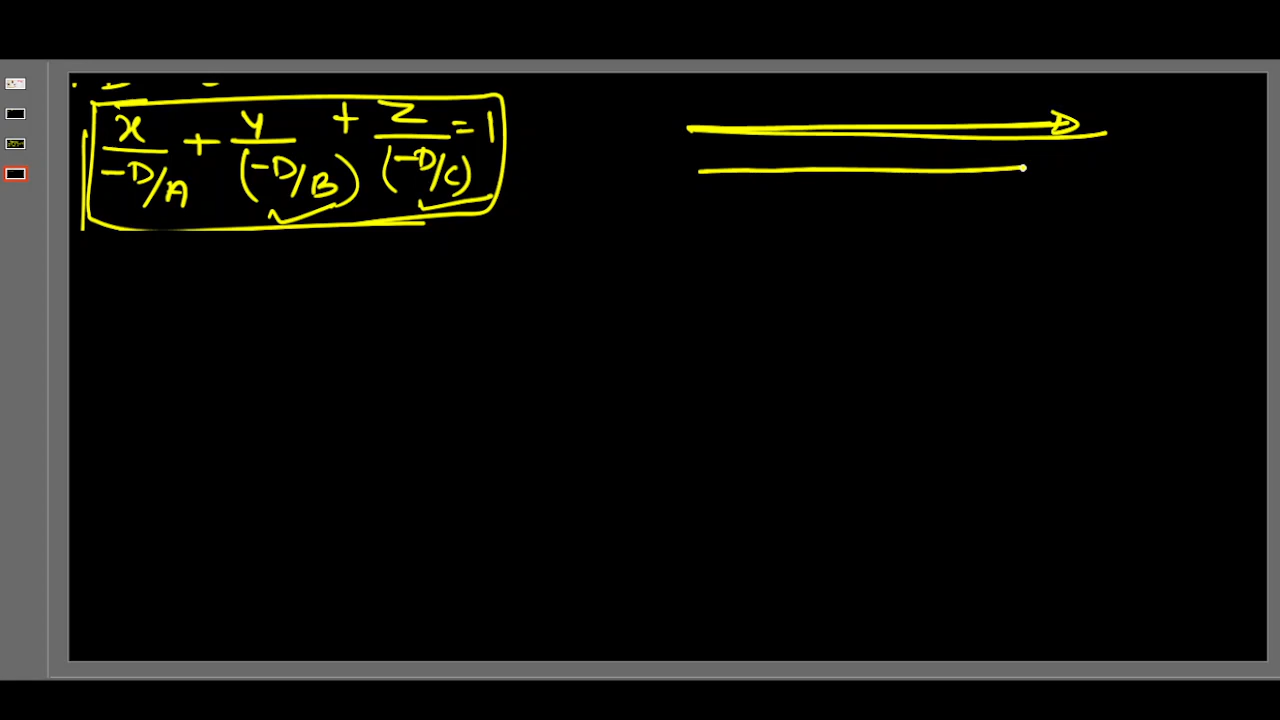 x/(-D/A) + y/(-D/B) + z/(-D/C) = 1